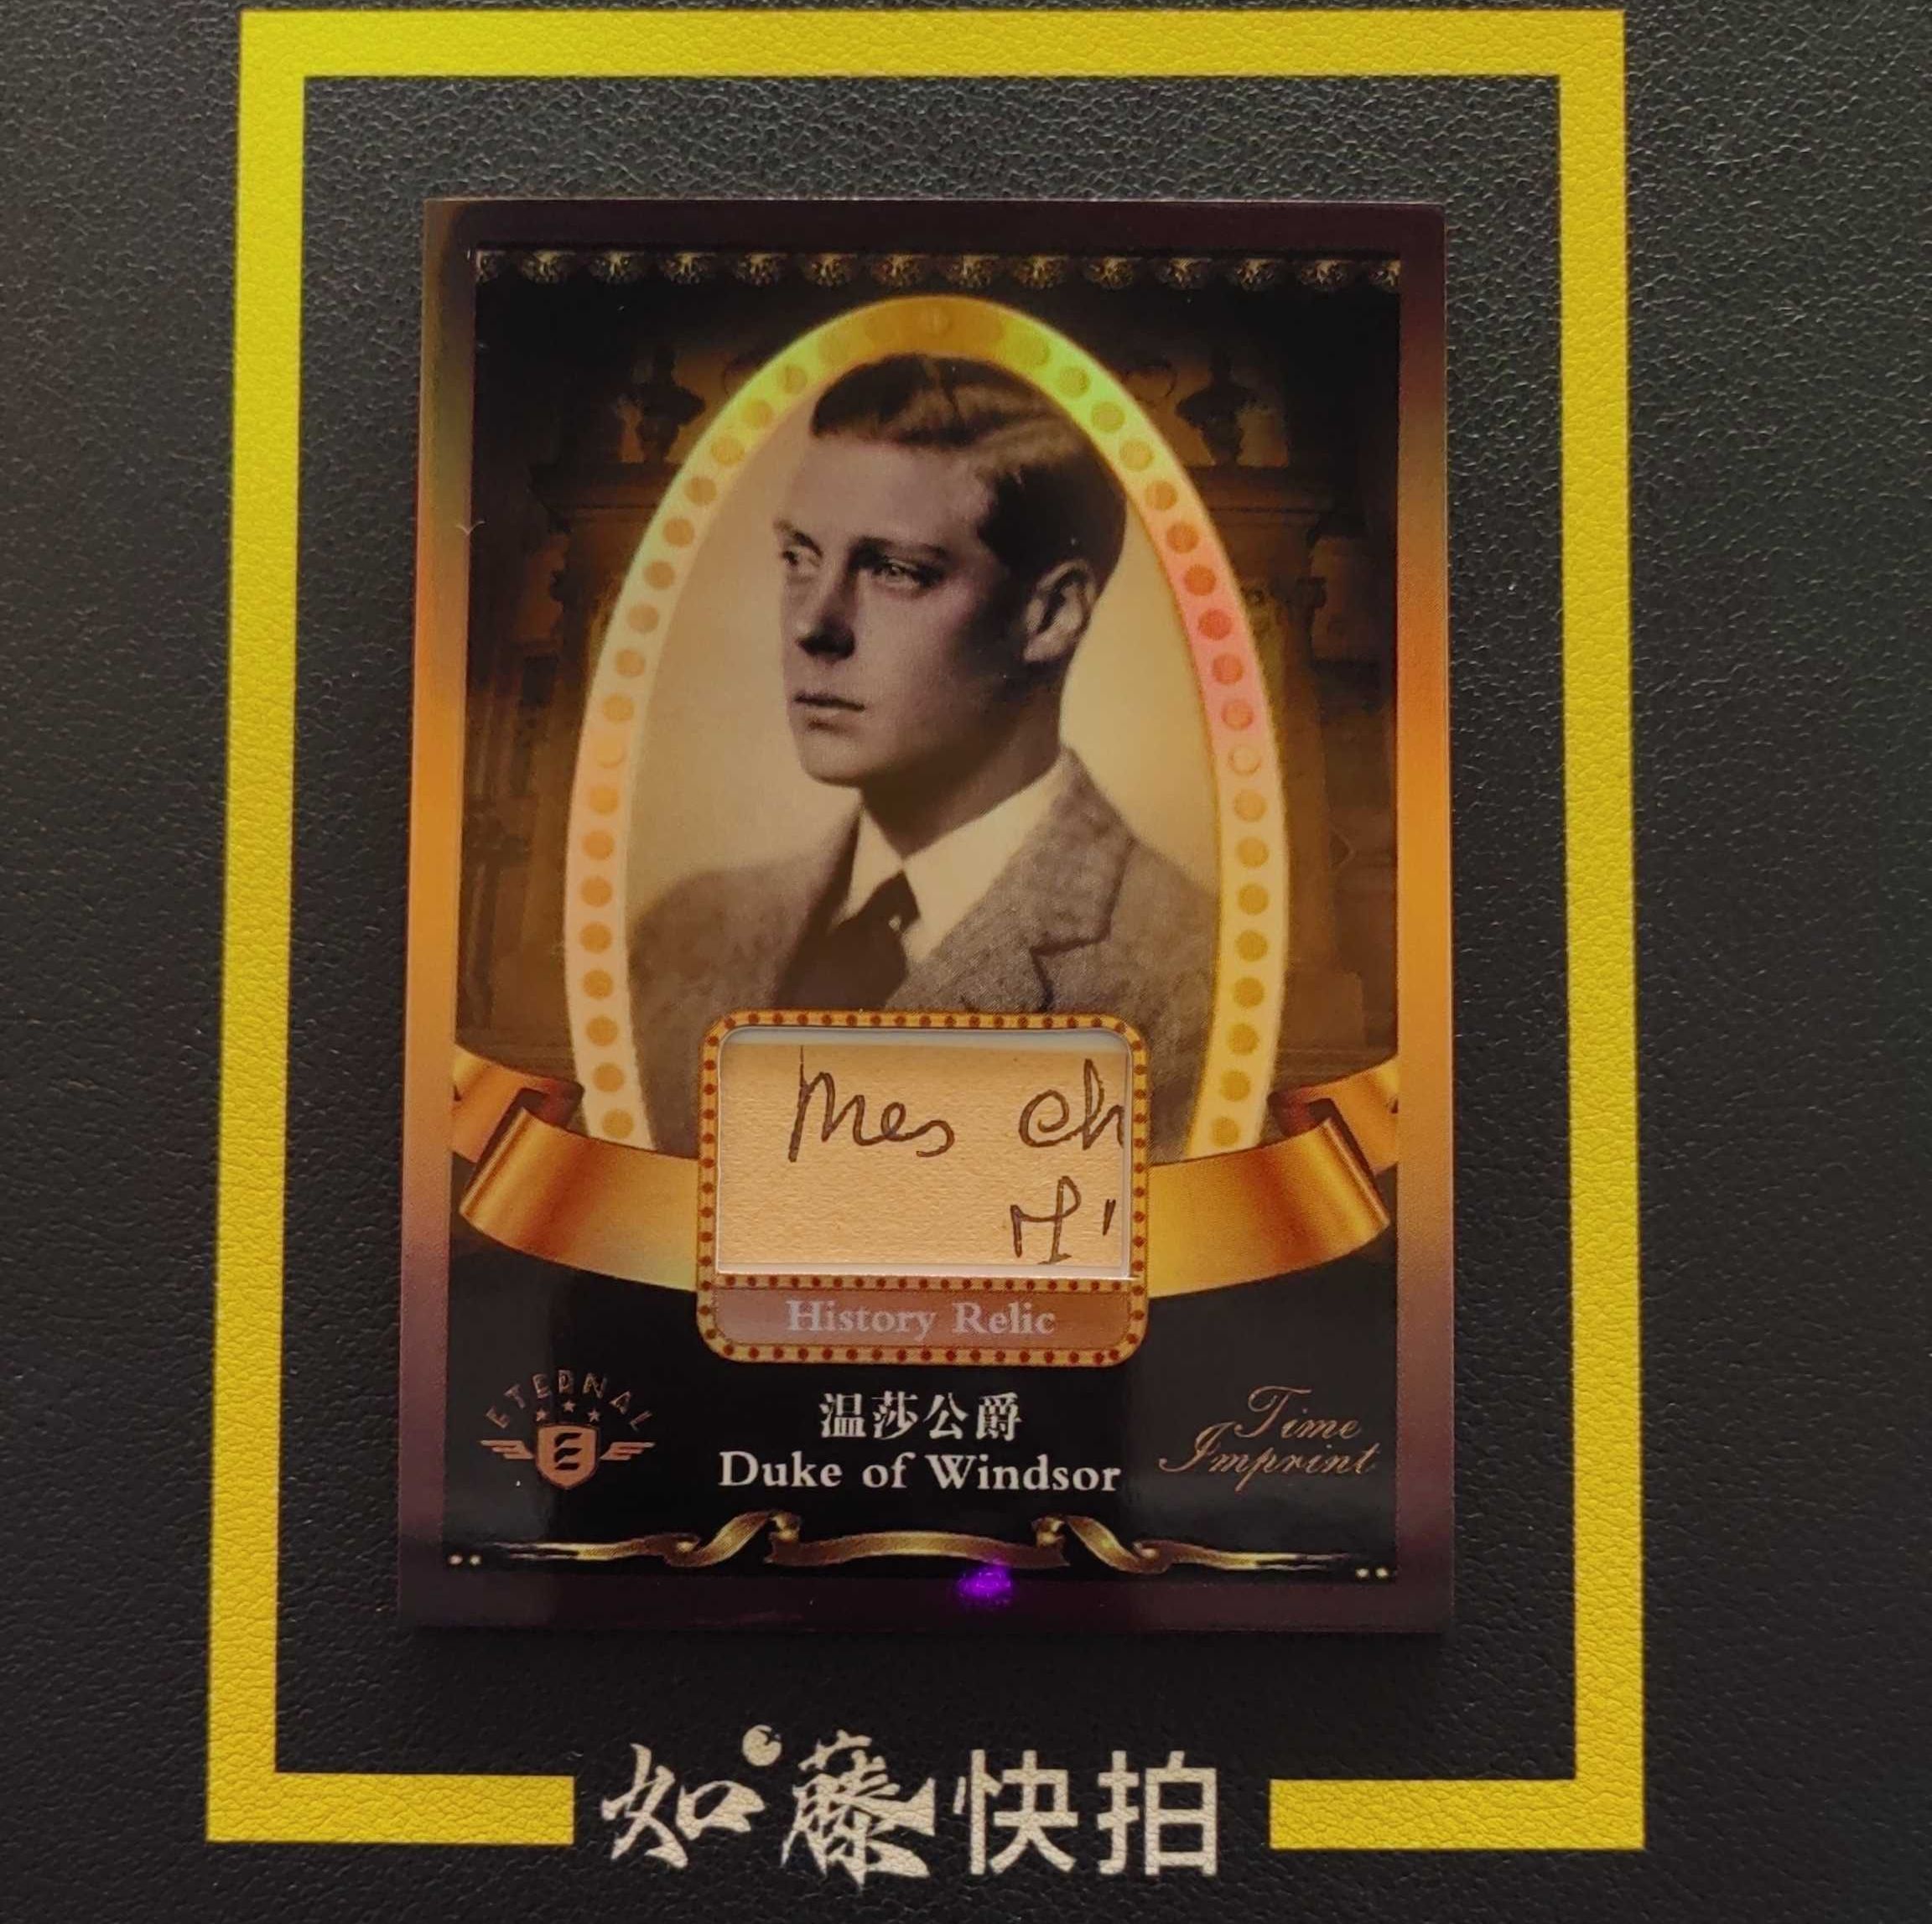 Mes ch
History Relic
ETERNAL
E
温莎公爵
Duke of Windsor
Time
Imprint
如藤快拍